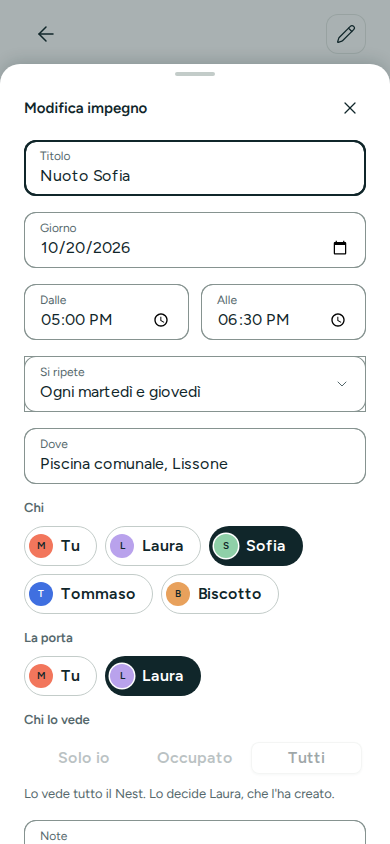 Modifica impegno
Titolo
Nuoto Sofia
Giorno
10/20/2026
Dalle
05:00 PM
Alle
06:30 PM
Si ripete
Ogni martedì e giovedì
Dove
Piscina comunale, Lissone
Chi
M Tu
L Laura
S Sofia
T Tommaso
B Biscotto
La porta
M Tu
L Laura
Chi lo vede
Solo io
Occupato
Tutti
Lo vede tutto il Nest. Lo decide Laura, che l'ha creato.
Note